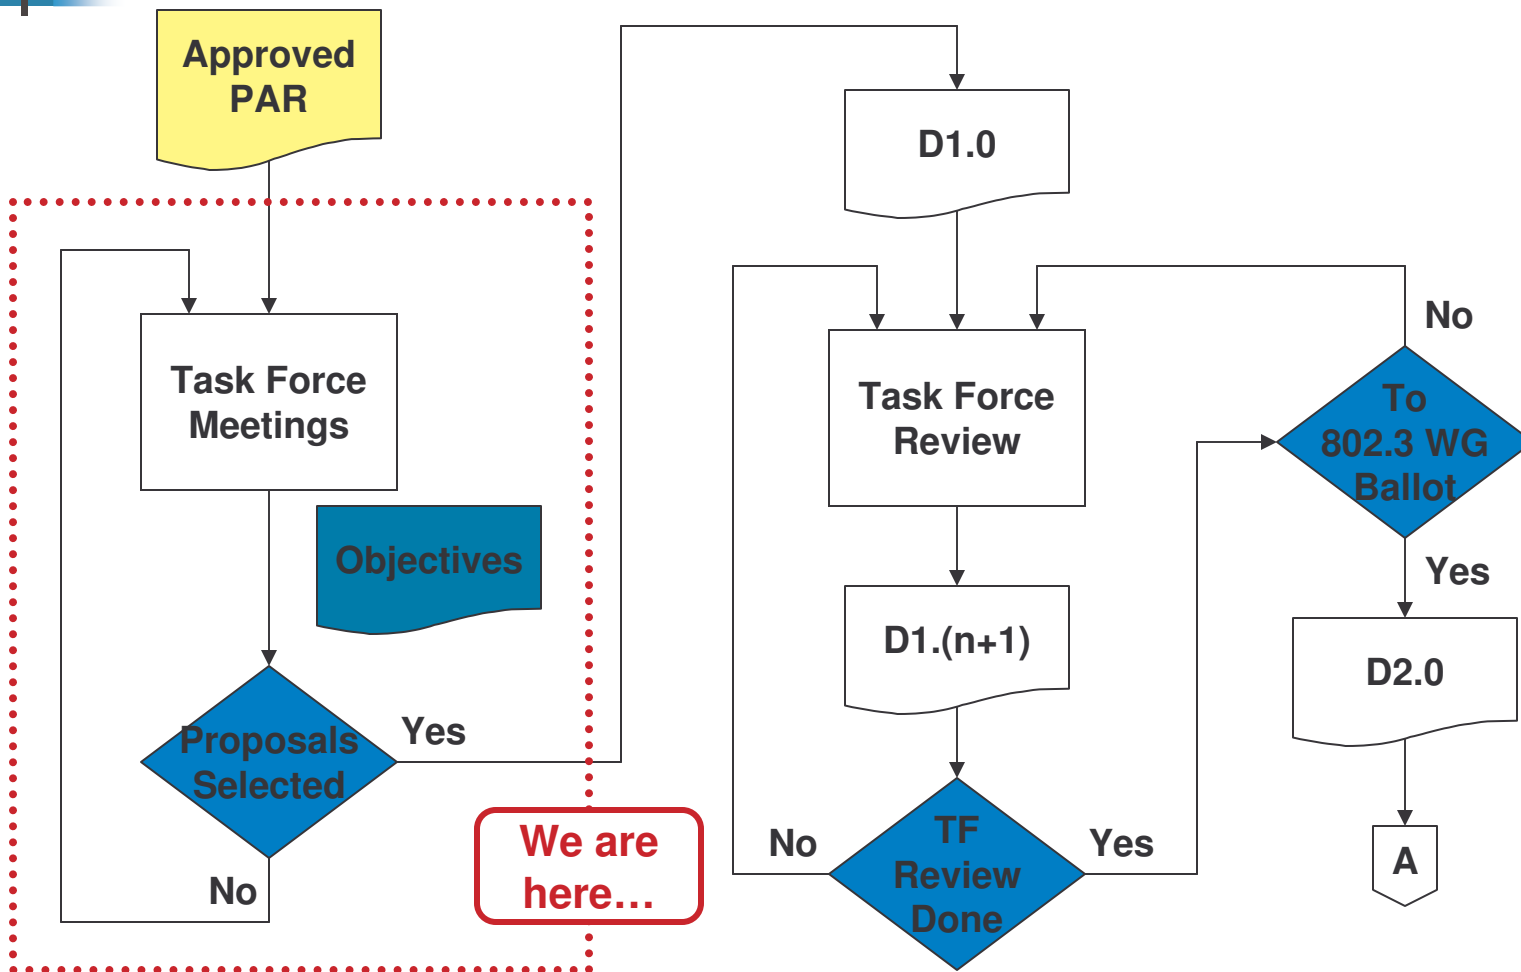 Approved
PAR
Task Force
Meetings
Objectives
Proposals
Selected
Yes
No
We are
here…
D1.0
Task Force
Review
D1.(n+1)
TF
Review
Done
No
Yes
To
802.3 WG
Ballot
No
Yes
D2.0
A